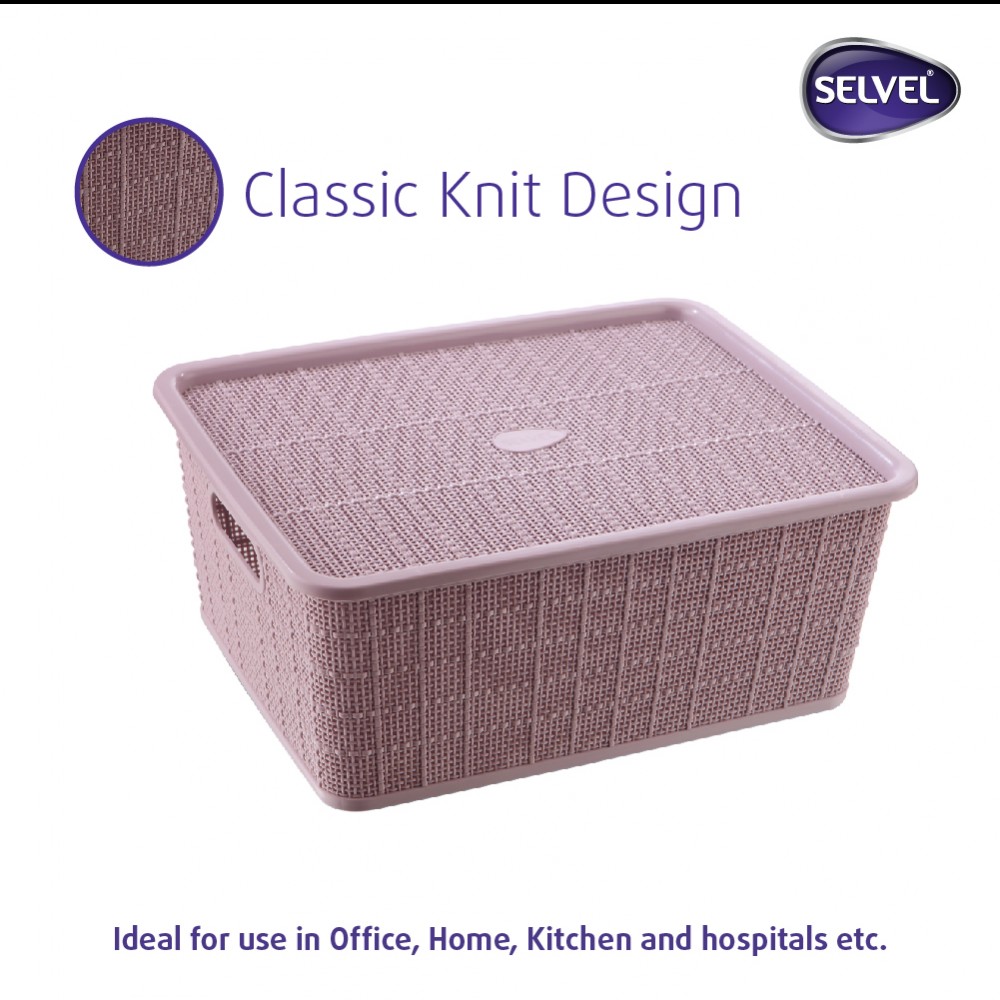 SELVEL®
Classic Knit Design
Ideal for use in Office, Home, Kitchen and hospitals etc.